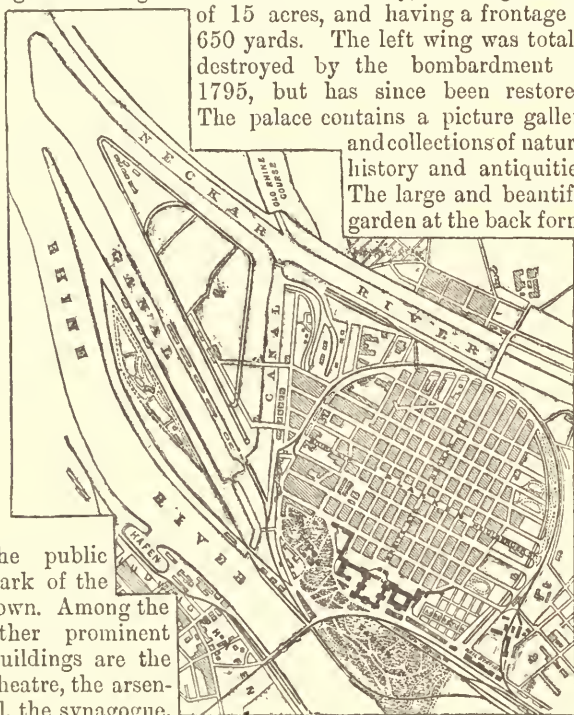 of 15 acres, and having a frontage
650 yards. The left wing was total
destroyed by the bombardment
1795, but has since been restore
The palace contains a picture galle
and collections of natur
history and antiquitie
The large and beantif
garden at the back for
NECKAR
RIVER
OLD RHINE
COURSE
RHINE
RIVER
CANAL
CANAL
HAFEN
he public
ark of the
own. Among the
ther prominent
uildings are the
heatre, the arsen-
l, the synagogue,